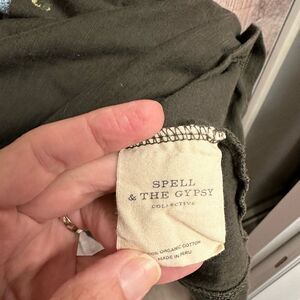 SPELL
& THE GYPSY
COLLECTIVE
ORGANIC COTTON
MADE IN PERU